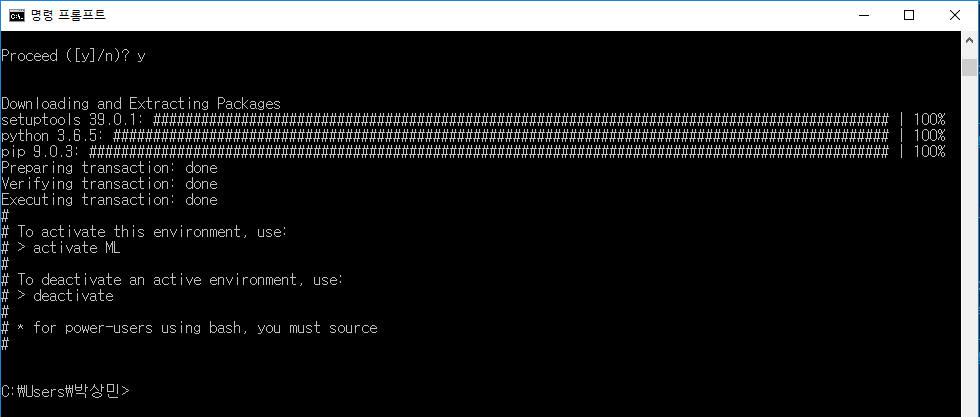 명령 프롬프트
Proceed ([y]/n)? y
Downloading and Extracting Packages
setuptools 39.0.1: ############################################################################################ | 100%
python 3.6.5: ################################################################################################# | 100%
pip 9.0.3: #################################################################################################### | 100%
Preparing transaction: done
Verifying transaction: done
Executing transaction: done
#
# To activate this environment, use:
# > activate ML
#
# To deactivate an active environment, use:
# > deactivate
#
# * for power-users using bash, you must source
#
C:₩Users₩박상민>